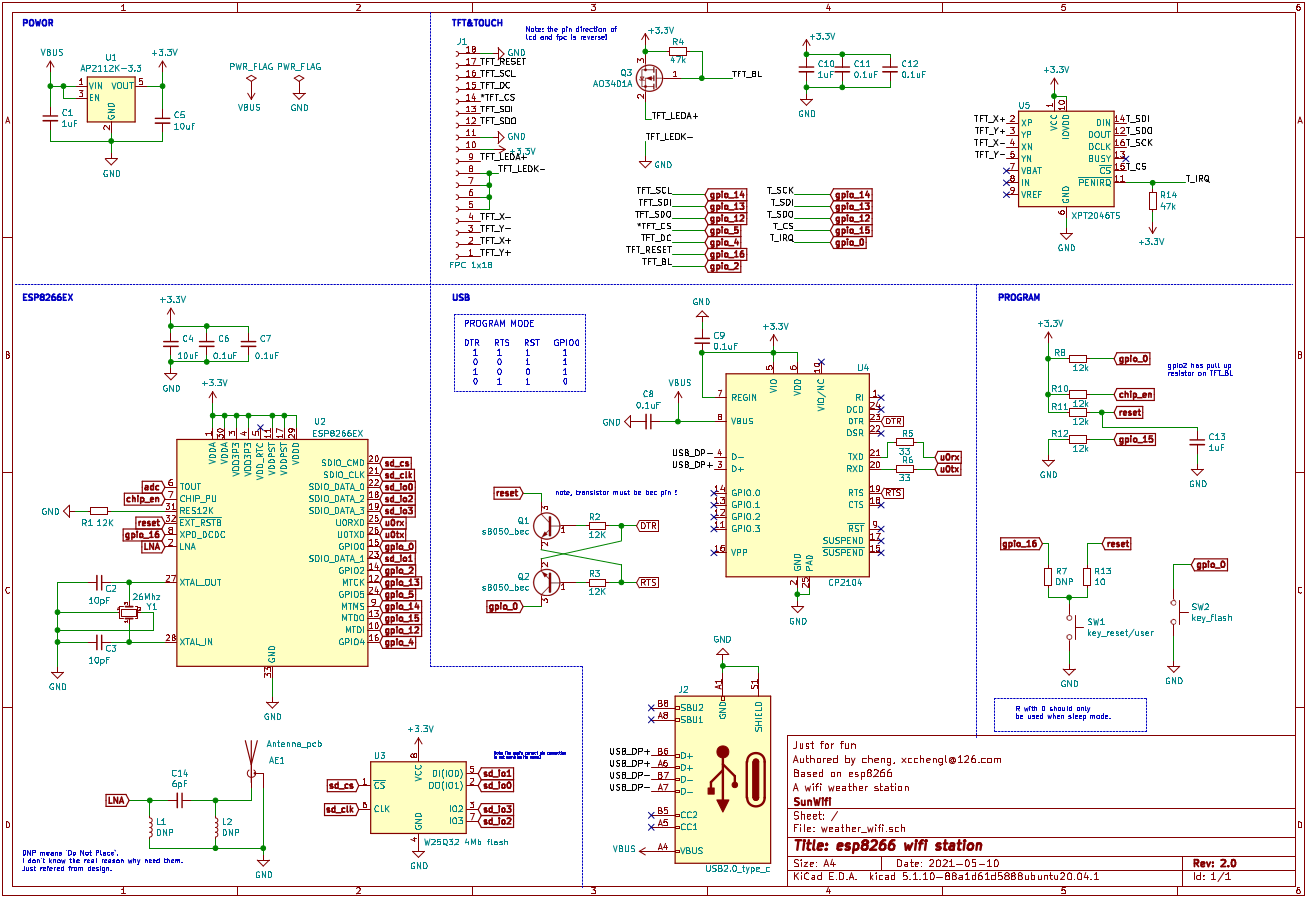 POWOR
VBUS
+3.3V
U1
AP2112K-3.3
1 VIN VOUT 5
3 EN
GND
2
C1
1uF
C5
10uF
GND
PWR_FLAG PWR_FLAG
VBUS
GND
TFT&TOUCH
Note: the pin direction of
lcd and fpc is reverse!
J1
18 GND
17 TFT_RESET
16 TFT_SCL
15 TFT_DC
14 *TFT_CS
13 TFT_SDI
12 TFT_SDO
11 GND
10 +3.3V
9 TFT_LEDA+
8 TFT_LEDK-
7
6
5
4 TFT_X-
3 TFT_Y-
2 TFT_X+
1 TFT_Y+
FPC 1x18
+3.3V
R4
47k
Q3
AO3401A
3
1
2
TFT_BL
TFT_LEDA+
TFT_LEDK-
GND
+3.3V
C10
1uF
C11
0.1uF
C12
0.1uF
GND
TFT_SCL gpio_14
TFT_SDI gpio_13
TFT_SDO gpio_12
*TFT_CS gpio_5
TFT_DC gpio_4
TFT_RESET gpio_16
TFT_BL gpio_2
T_SCK gpio_14
T_SDI gpio_13
T_SDO gpio_12
T_CS gpio_15
T_IRQ gpio_0
+3.3V
U5
1 10
VCC
IOVDD
TFT_X+ 2 XP
TFT_Y+ 3 YP
TFT_X- 4 XN
TFT_Y- 6 YN
7 VBAT
8 IN
9 VREF
DIN 14 T_SDI
DOUT 12 T_SDO
DCLK 16 T_SCK
BUSY 13
CS 15 T_CS
PENIRQ 11
T_IRQ
GND
6
XPT2046TS
GND
R14
47k
+3.3V
ESP8266EX
+3.3V
C4
10uF
C6
0.1uF
C7
0.1uF
GND
+3.3V
U2
ESP8266EX
1 VDDA
30 VDDA
3 VDD3P3
4 VDD3P3
5 VDD_RTC
11 VDDPST
17 VDDPST
29 VDDD
adc 6 TOUT
chip_en 7 CHIP_PU
GND R1 12K 31 RES12K
reset 32 EXT_RSTB
gpio_16 8 XPD_DCDC
LNA 2 LNA
27 XTAL_OUT
28 XTAL_IN
SDIO_CMD 20 sd_cs
SDIO_CLK 21 sd_clk
SDIO_DATA_0 22 sd_io0
SDIO_DATA_2 18 sd_io2
SDIO_DATA_3 19 sd_io3
U0RXD 25 u0rx
U0TXD 26 u0tx
GPIO0 15 gpio_0
SDIO_DATA_1 23 sd_io1
GPIO2 14 gpio_2
MTCK 12 gpio_13
GPIO5 24 gpio_5
MTMS 9 gpio_14
MTDO 13 gpio_15
MTDI 10 gpio_12
GPIO4 16 gpio_4
C2
10pF
26Mhz
Y1
C3
10pF
GND
GND
33
GND
USB
PROGRAM MODE
DTR RTS RST GPIO0
1 1 1 1
0 0 1 1
1 0 0 1
0 1 1 0
GND
C9
0.1uF
+3.3V
U4
5 VIO
6 VDD
10 VIO/NC
C8
0.1uF
GND
VBUS
7 REGIN
8 VBUS
USB_DP- 4 D-
USB_DP+ 3 D+
14 GPIO.0
13 GPIO.1
12 GPIO.2
11 GPIO.3
16 VPP
RI 1
DCD 24
DTR 23 DTR
DSR 22
TXD 21
RXD 20
RTS 19 RTS
CTS 18
RST 9
SUSPEND 17
SUSPEND 15
GND
PAD
2 25
CP2104
GND
R5
33
R6
33
u0rx
u0tx
note, transistor must be bec pin !
reset
Q1
s8050_bec
3
1
2
R2
12K
DTR
Q2
s8050_bec
2
1
3
R3
12K
RTS
gpio_0
GND
J2
A1 GND
S1 SHIELD
B8 SBU2
A8 SBU1
USB_DP+ B6 D+
USB_DP+ A6 D+
USB_DP- B7 D-
USB_DP- A7 D-
B5 CC2
A5 CC1
VBUS A4 VBUS
USB2.0_type_c
PROGRAM
+3.3V
R8
12k
gpio_0
R10
12k
chip_en
R11
12k
reset
R12
12k
gpio_15
GND
gpio2 has pull up
resistor on TFT_BL
C13
1uF
GND
gpio_16
reset
R7
DNP
R13
10
SW1
key_reset/user
GND
gpio_0
SW2
key_flash
GND
R with 0 should only
be used when sleep mode.
Antenna_pcb
AE1
LNA
C14
6pF
L1
DNP
L2
DNP
GND
DNP means 'Do Not Place'.
I don't know the real reason why need them.
Just refered from design.
+3.3V
U3
8
VCC
sd_cs 1 CS
sd_clk 6 CLK
DI(IO0) 5 sd_io1
DO(IO1) 2 sd_io0
IO2 3 sd_io3
IO3 7 sd_io2
GND
4
W25Q32 4Mb flash
GND
Just for fun
Authored by cheng, xcchengl@126.com
Based on esp8266
A wifi weather station
SunWifi
Sheet: /
File: weather_wifi.sch
Title: esp8266 wifi station
Size: A4 Date: 2021-05-10 Rev: 2.0
KiCad E.D.A. kicad 5.1.10-88a1d61d5888ubuntu20.04.1 Id: 1/1
1 2 3 4 5 6
A B C D